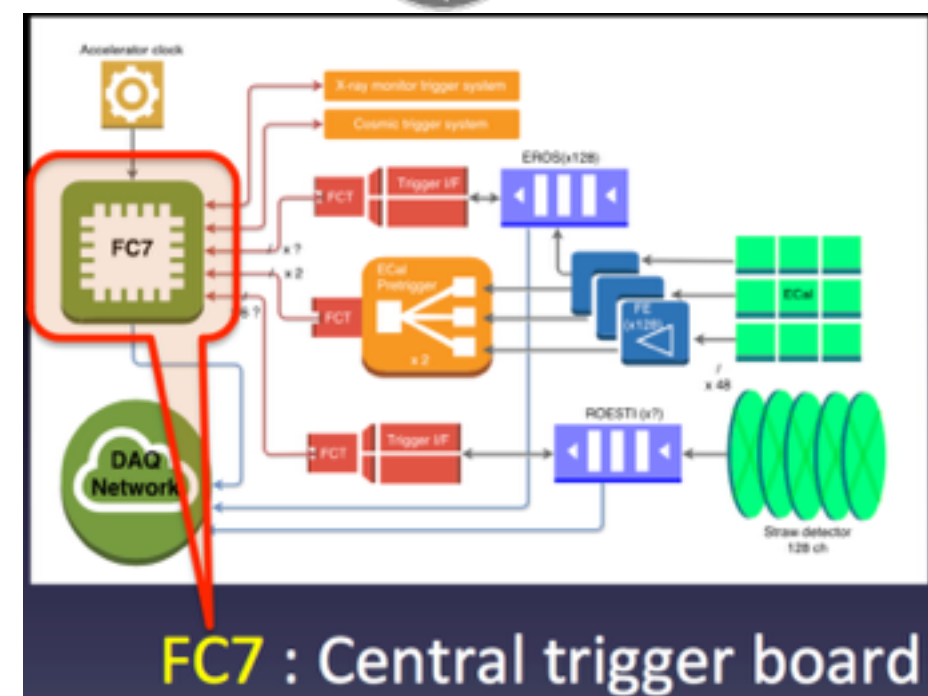 Accelerator clock
X-ray monitor trigger system
Cosmic trigger system
EROS(x128)
FCT
Trigger I/F
FC7
/ x ?
/ x 2
ECal
Pretrigger
FCT
x 2
FE
(x128)
ECal
/
x 48
ROESTI (x?)
FCT
Trigger I/F
DAQ
Network
Straw detector
128 ch
FC7 : Central trigger board